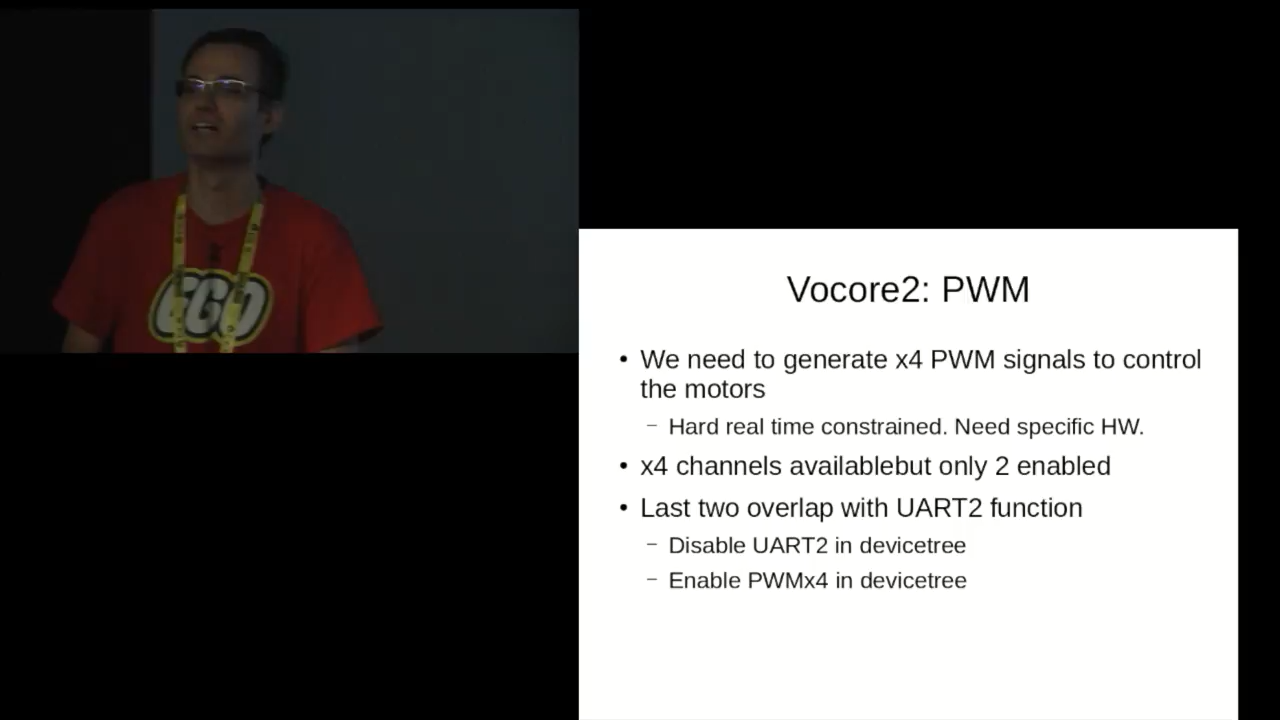 EGO
Vocore2: PWM
• We need to generate x4 PWM signals to control
the motors
– Hard real time constrained. Need specific HW.
• x4 channels availablebut only 2 enabled
• Last two overlap with UART2 function
– Disable UART2 in devicetree
– Enable PWMx4 in devicetree